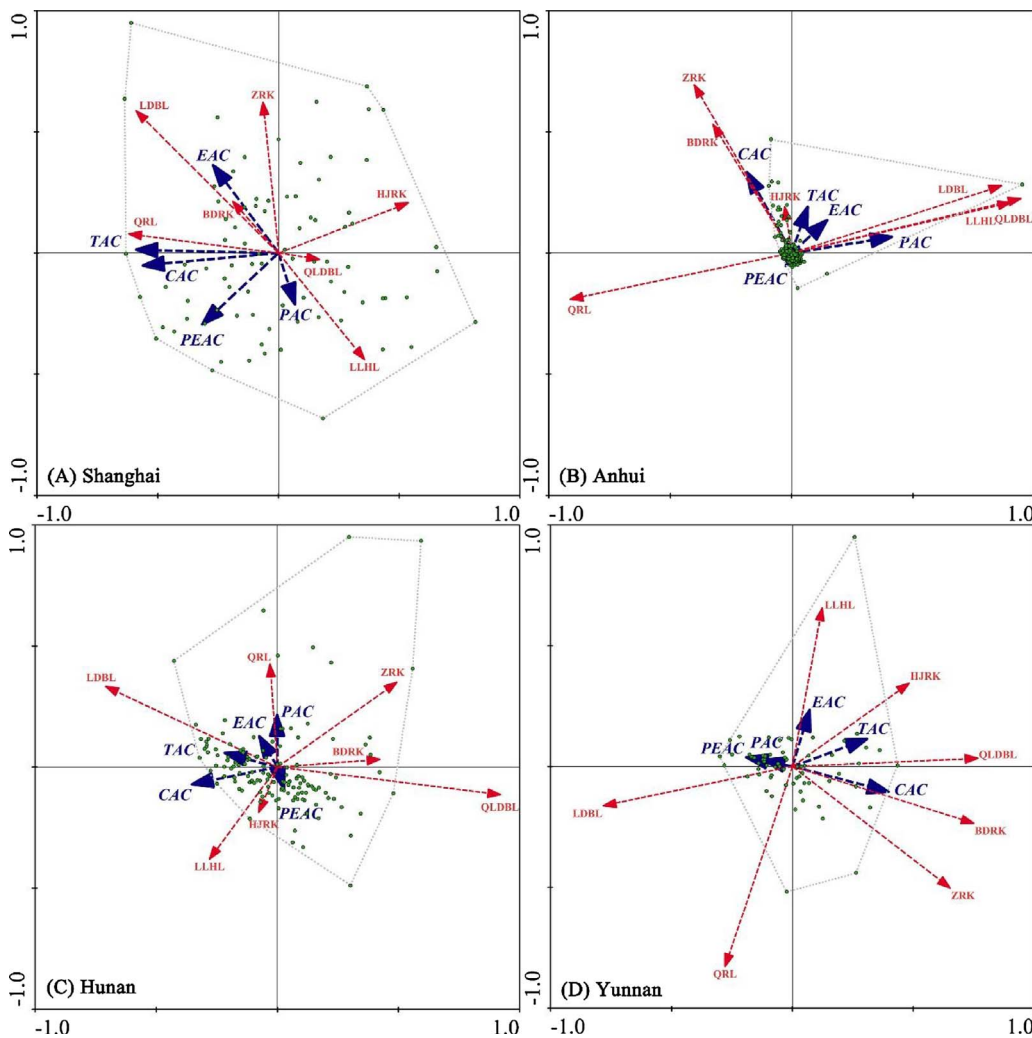 1.0
LDBL
ZRK
EAC
BDRK
HJRK
QRL
TAC
CAC
QLDBL
PEAC
PAC
LLHL
(A) Shanghai
-1.0
-1.0
1.0
1.0
ZRK
BDRK
CAC
HJRK
TAC
EAC
LDBL
QLDBL
LLHL
PAC
PEAC
QRL
(B) Anhui
-1.0
-1.0
1.0
1.0
LDBL
QRL
ZRK
EAC
PAC
TAC
BDRK
CAC
QLDBL
PEAC
HJRK
LLHL
(C) Hunan
-1.0
-1.0
1.0
1.0
LLHL
HJRK
EAC
TAC
PEAC
PAC
QLDBL
CAC
LDBL
BDRK
ZRK
QRL
(D) Yunnan
-1.0
-1.0
1.0